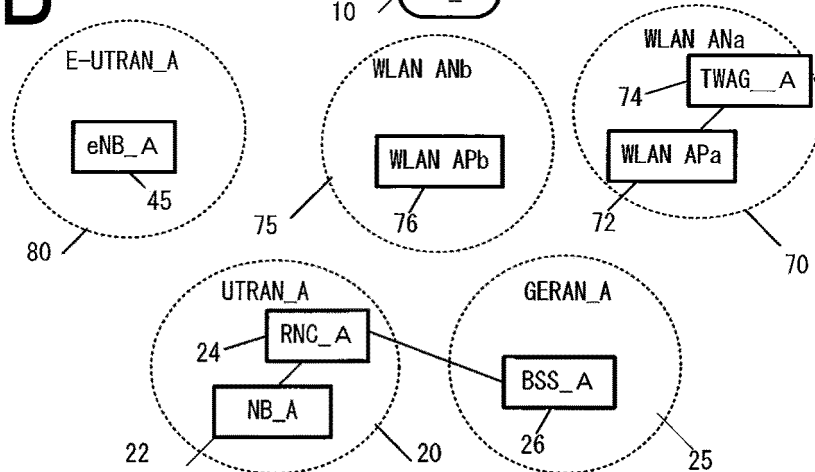 B
10
E-UTRAN_A
eNB_A
45
80
WLAN ANb
WLAN APb
76
75
WLAN ANa
TWAG__A
74
WLAN APa
72
70
UTRAN_A
RNC_A
24
NB_A
22
20
GERAN_A
BSS_A
26
25